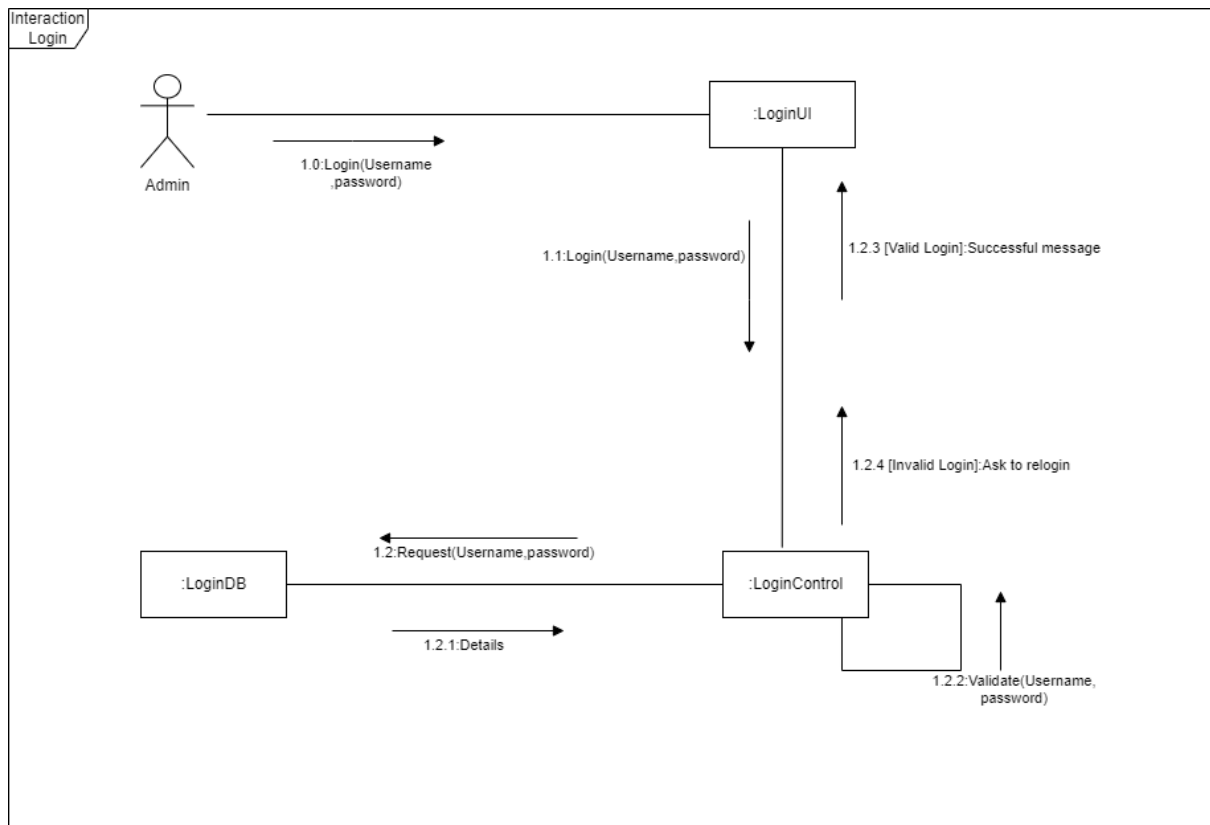 Interaction
Login
:LoginUI
1.0:Login(Username
,password)
Admin
1.1:Login(Username,password)
1.2.3 [Valid Login]:Successful message
1.2.4 [Invalid Login]:Ask to relogin
1.2:Request(Username,password)
:LoginDB
:LoginControl
1.2.1:Details
1.2.2:Validate(Username,
password)